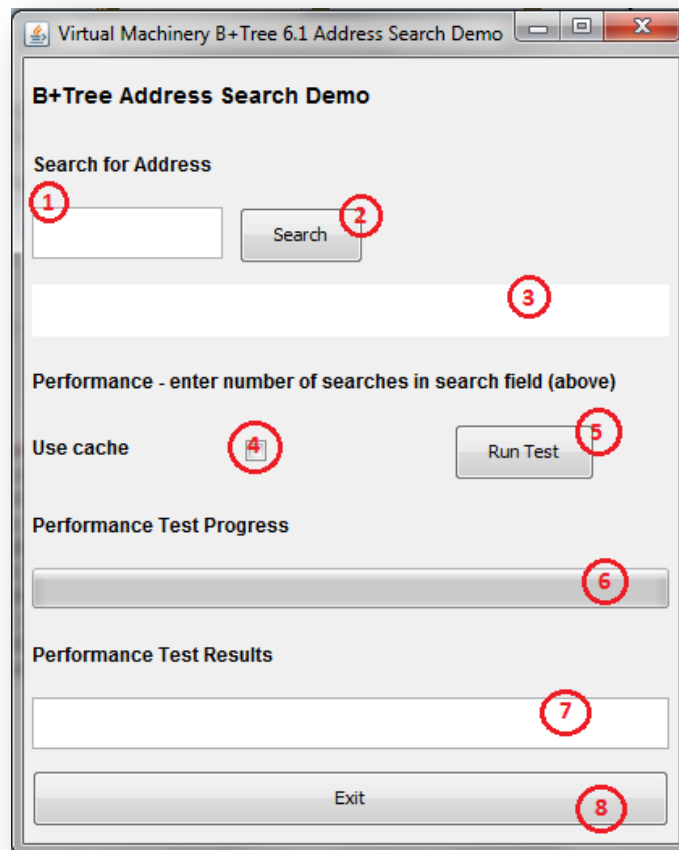 Virtual Machinery B+Tree 6.1 Address Search Demo
B+Tree Address Search Demo
Search for Address
1
Search
2
3
Performance - enter number of searches in search field (above)
Use cache
4
Run Test
5
Performance Test Progress
6
Performance Test Results
7
Exit
8